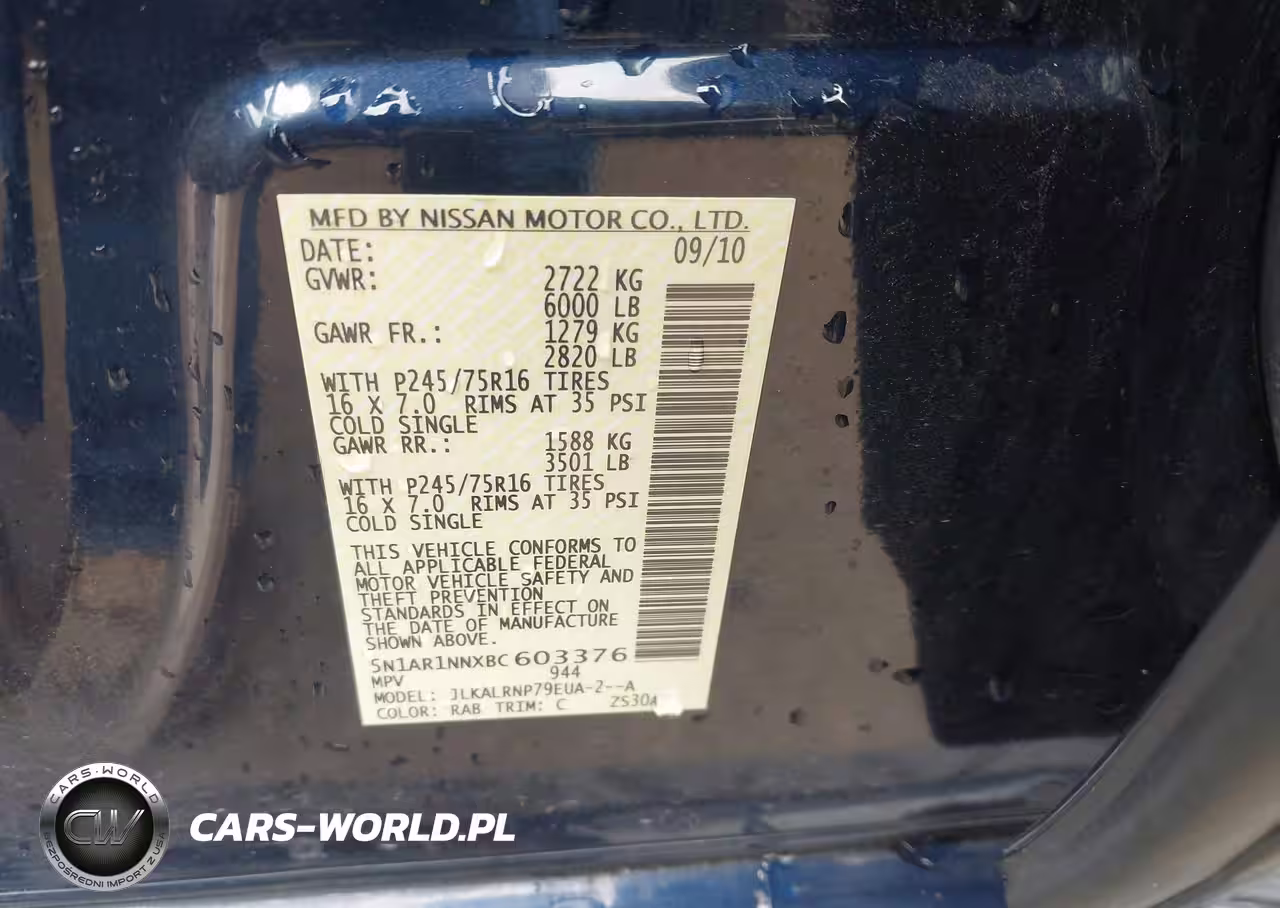 MFD BY NISSAN MOTOR CO., LTD.
DATE: 09/10
GVWR: 2722 KG
6000 LB
GAWR FR.: 1279 KG
2820 LB
WITH P245/75R16 TIRES
16 X 7.0 RIMS AT 35 PSI
COLD SINGLE
GAWR RR.: 1588 KG
3501 LB
WITH P245/75R16 TIRES
16 X 7.0 RIMS AT 35 PSI
COLD SINGLE
THIS VEHICLE CONFORMS TO
ALL APPLICABLE FEDERAL
MOTOR VEHICLE SAFETY AND
THEFT PREVENTION
STANDARDS IN EFFECT ON
THE DATE OF MANUFACTURE
SHOWN ABOVE.
5N1AR1NNXBC603376
MPV 944
MODEL: JLKALRNP79EUA-2--A
COLOR: RAB TRIM: C ZS30A
CARS-WORLD
CW
BEZPOŚREDNI IMPORT Z USA
CARS-WORLD.PL